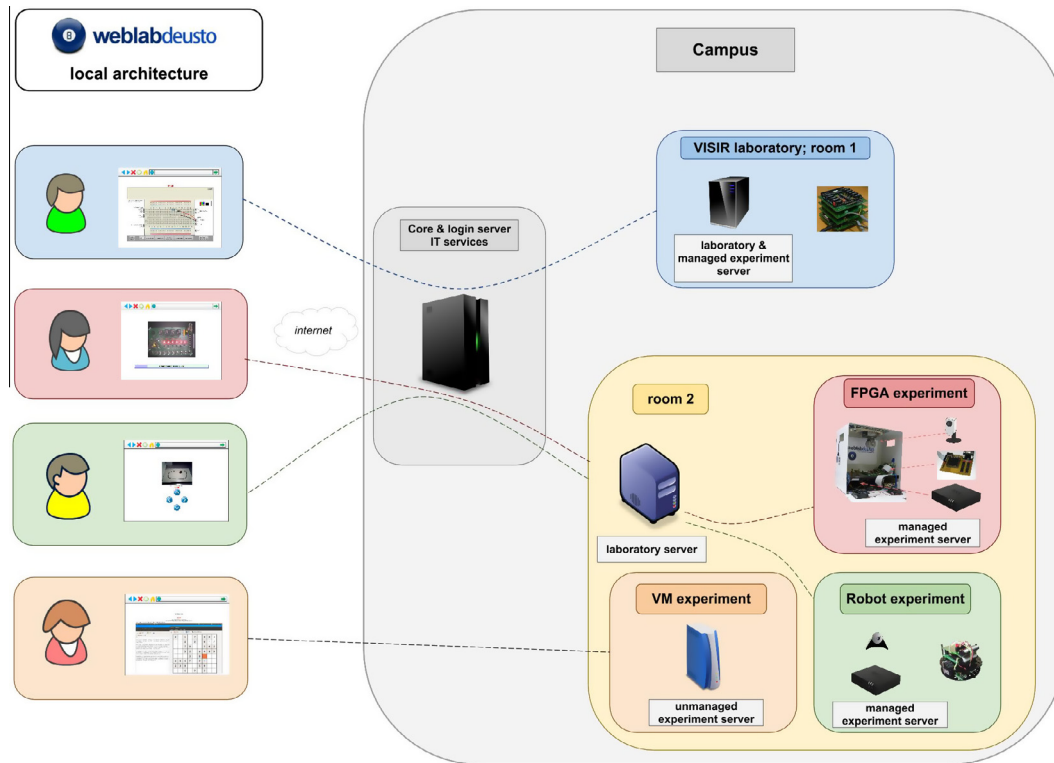 weblabdeusto
local architecture
Campus
VISIR laboratory; room 1
laboratory &
managed experiment
server
Core & login server
IT services
internet
room 2
laboratory server
FPGA experiment
managed
experiment server
VM experiment
unmanaged
experiment server
Robot experiment
managed
experiment server